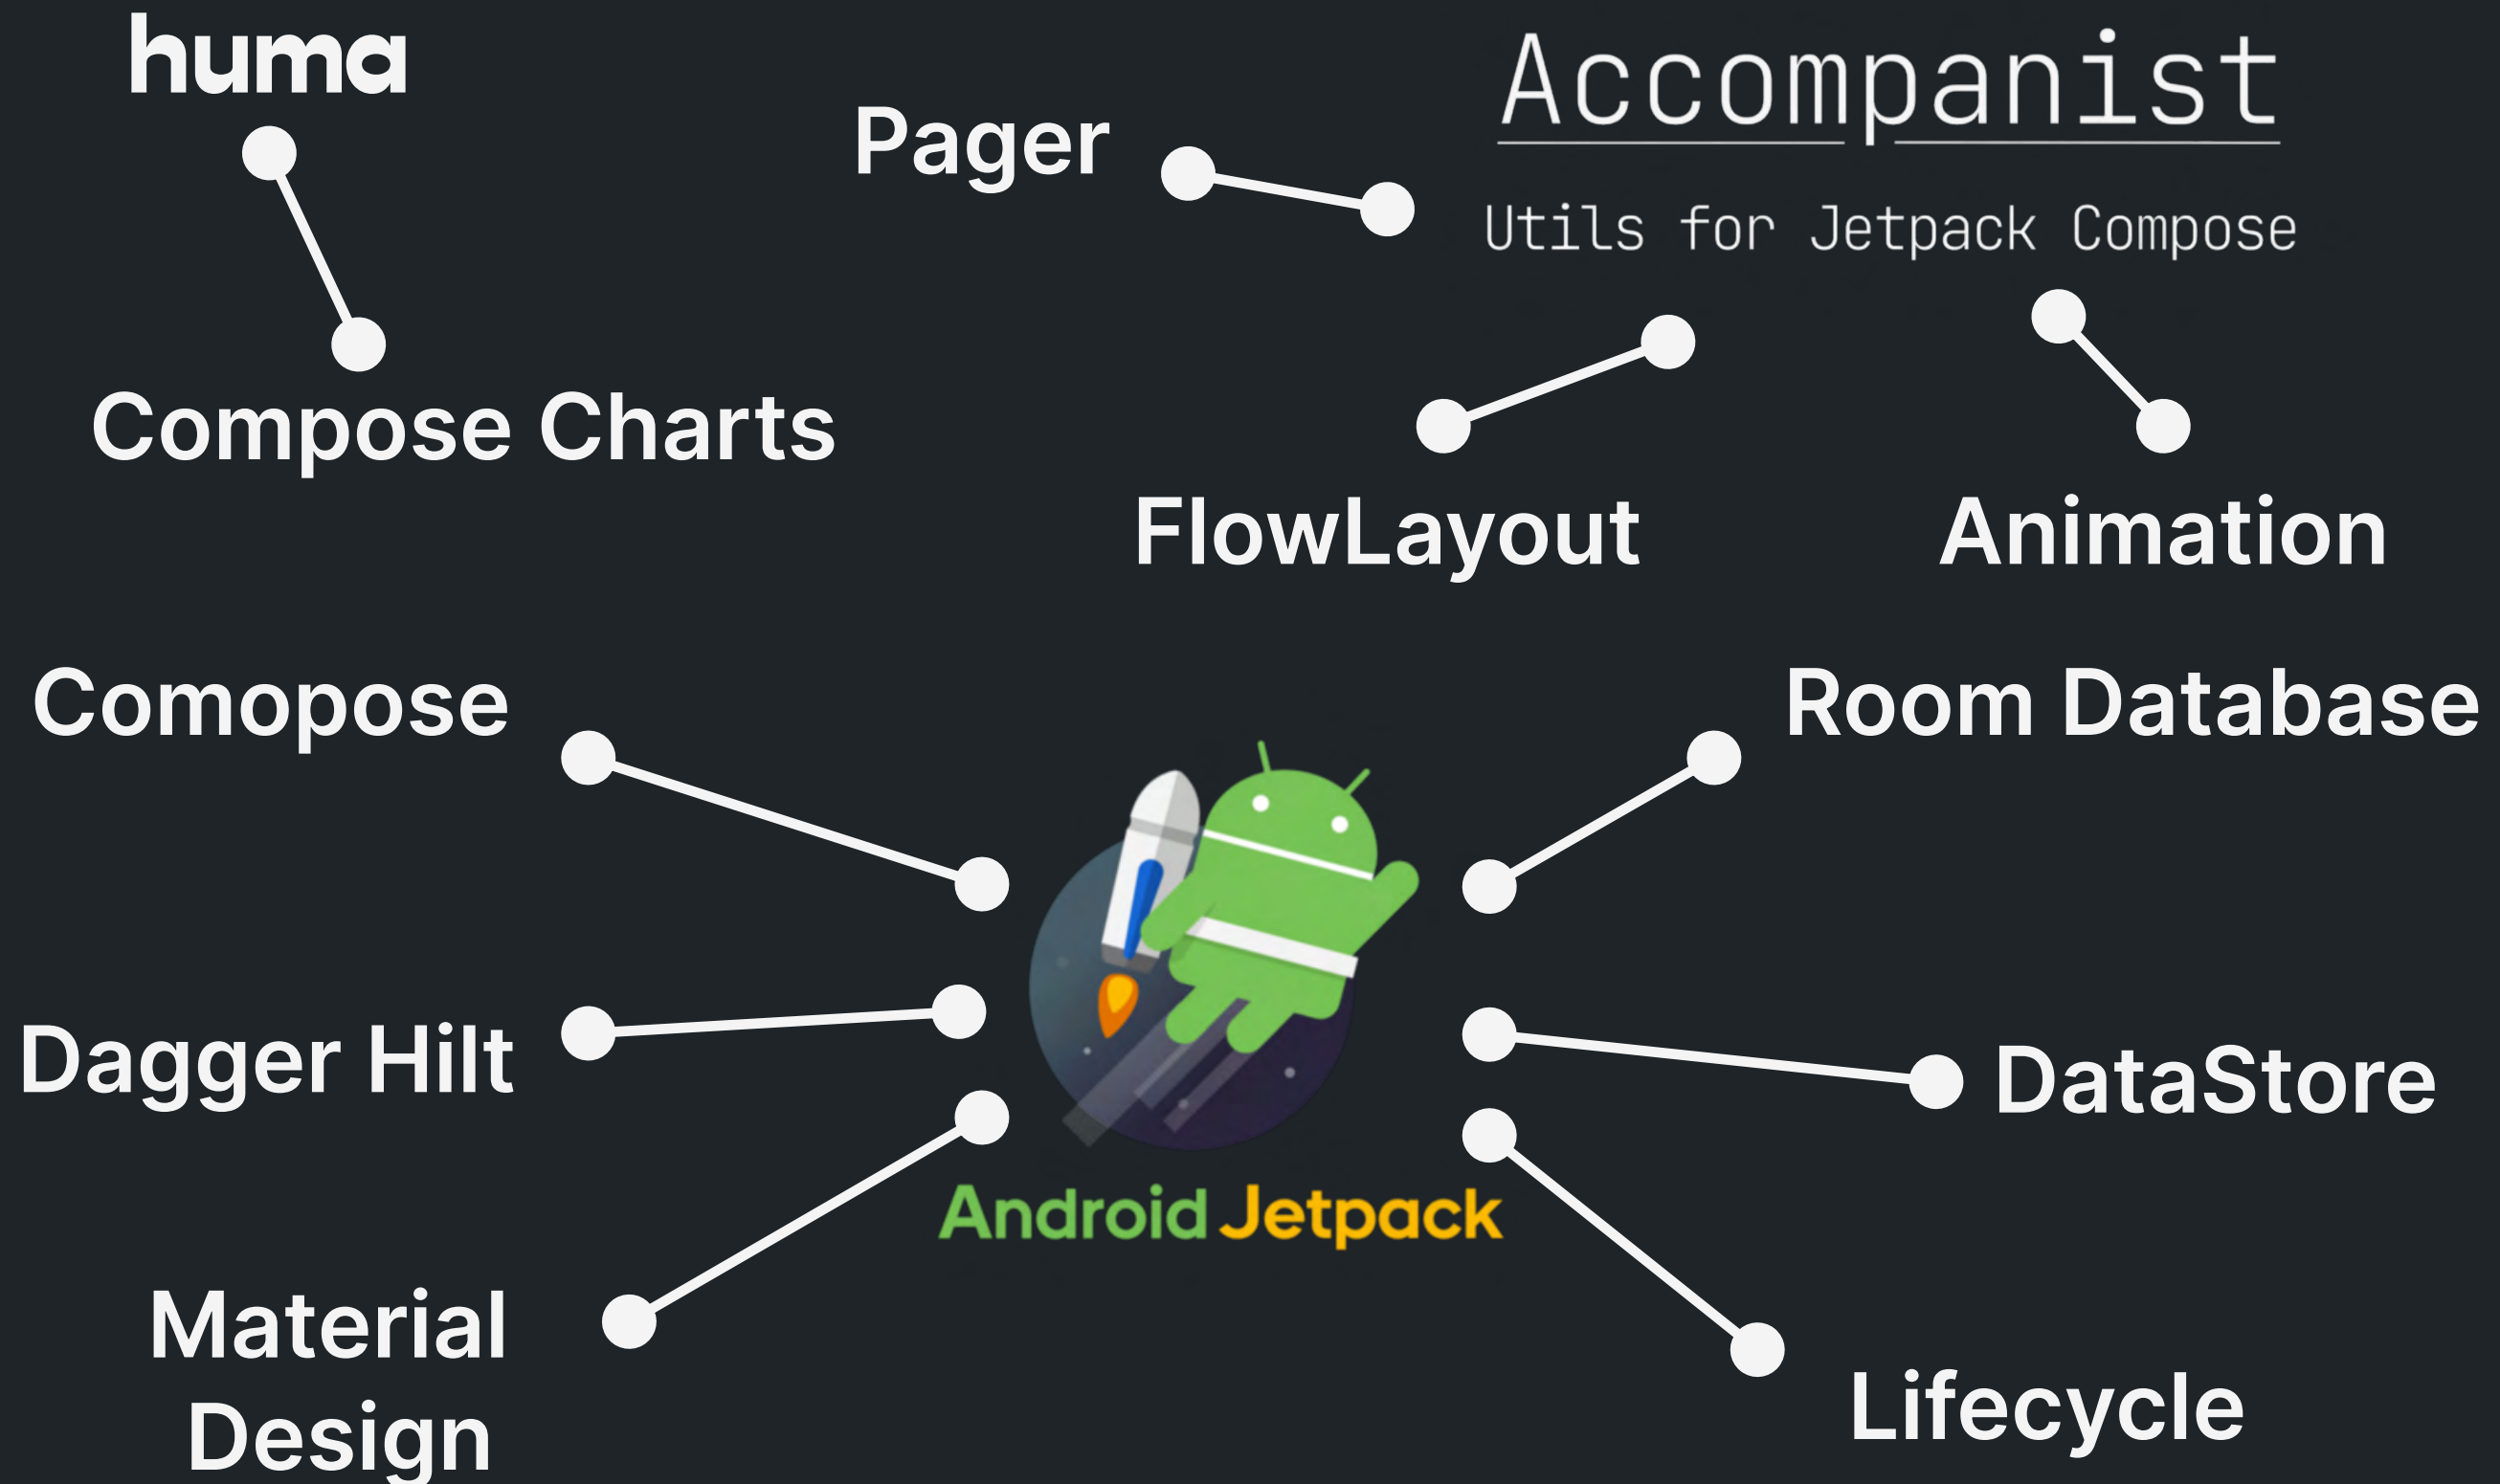 huma
Pager
Accompanist
Utils for Jetpack Compose
Compose Charts
FlowLayout
Animation
Comopose
Room Database
Dagger Hilt
DataStore
Android Jetpack
Material
Design
Lifecycle